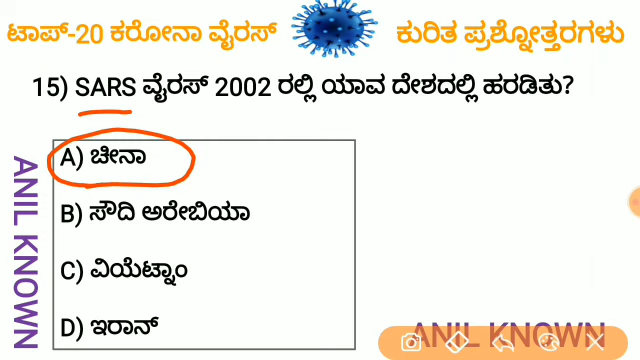 ಟಾಪ್-20 ಕರೋನಾ ವೈರಸ್ ಕುರಿತ ಪ್ರಶ್ನೋತ್ತರಗಳು
15) SARS ವೈರಸ್ 2002 ರಲ್ಲಿ ಯಾವ ದೇಶದಲ್ಲಿ ಹರಡಿತು?
A) ಚೀನಾ
B) ಸೌದಿ ಅರೇಬಿಯಾ
C) ವಿಯೆಟ್ನಾಂ
D) ಇರಾನ್
ANIL KNOWN
ANIL KNOWN